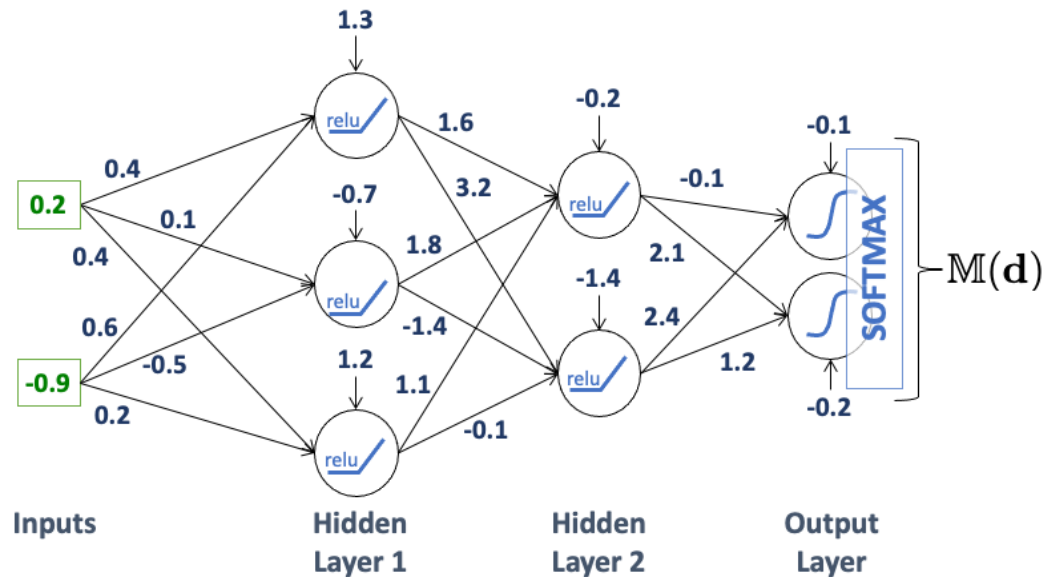 1.3
relu
-0.2
1.6
-0.1
0.4
3.2
-0.7
relu
-0.1
0.2
0.1
1.8
2.1
SOFTMAX
𝕄(d)
0.4
relu
-1.4
0.6
-1.4
2.4
-0.5
1.2
1.1
relu
1.2
-0.9
0.2
-0.1
-0.2
relu
Inputs
Hidden
Layer 1
Hidden
Layer 2
Output
Layer